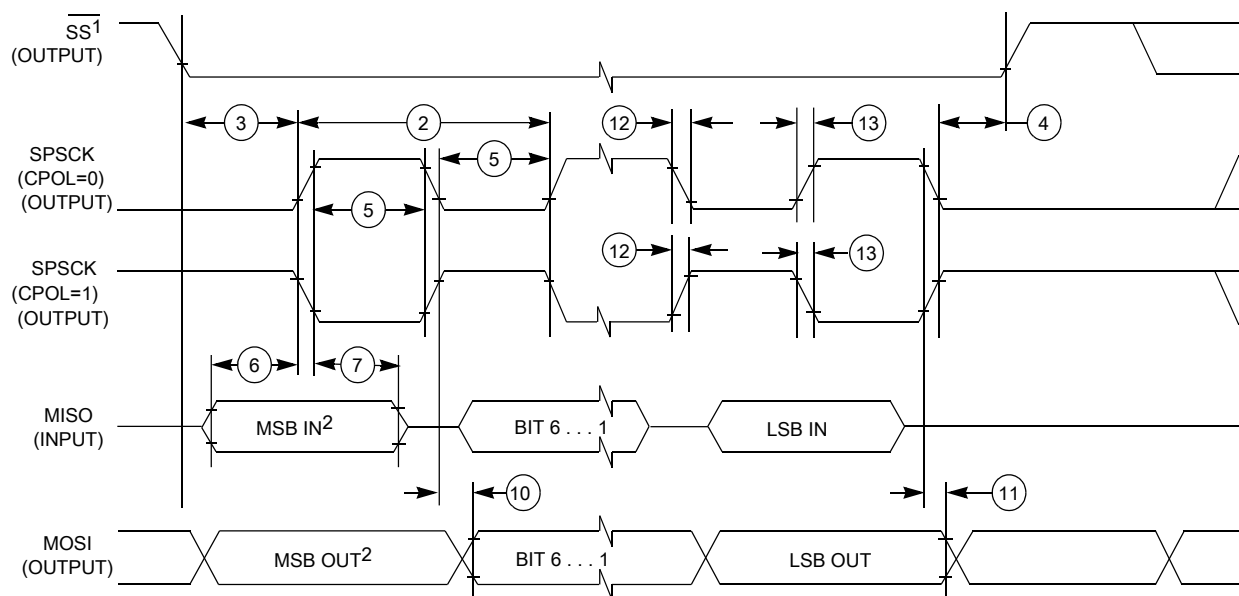 SS1
(OUTPUT)
3
2
12
13
4
SPSCK
(CPOL=0)
(OUTPUT)
5
5
12
13
SPSCK
(CPOL=1)
(OUTPUT)
6
7
MISO
(INPUT)
MSB IN2
BIT 6 . . . 1
LSB IN
10
11
MOSI
(OUTPUT)
MSB OUT2
BIT 6 . . . 1
LSB OUT